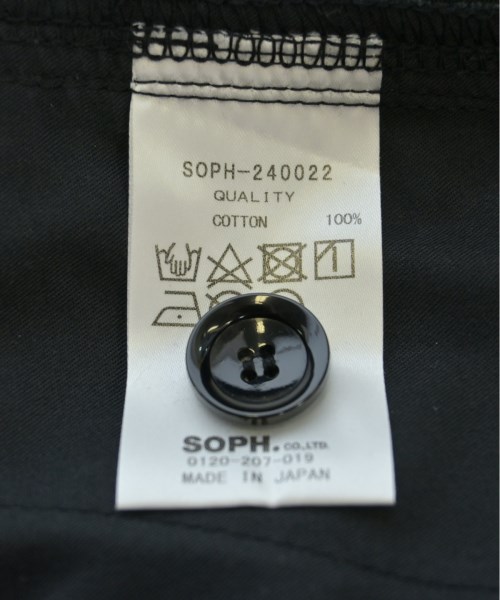 SOPH-240022
QUALITY
COTTON 100%
SOPH. CO.,LTD.
0120-207-019
MADE IN JAPAN